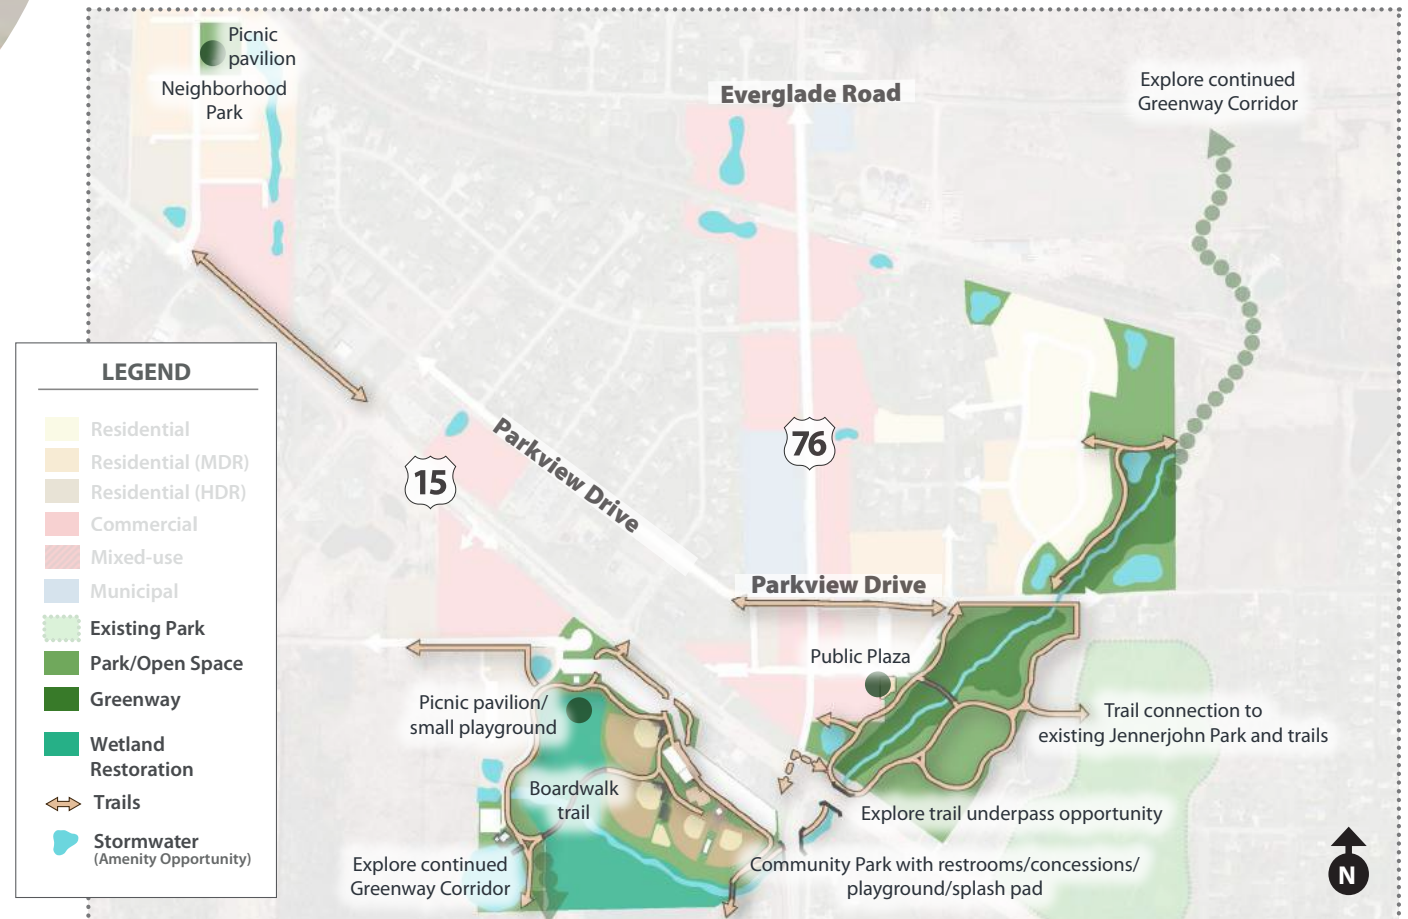 Picnic
pavilion
Neighborhood
Park
Everglade Road
Explore continued
Greenway Corridor
LEGEND
Residential
Residential (MDR)
Residential (HDR)
Commercial
Mixed-use
Municipal
Existing Park
Park/Open Space
Greenway
Wetland
Restoration
Trails
Stormwater
(Amenity Opportunity)
15
Parkview Drive
76
Parkview Drive
Public Plaza
Picnic pavilion/
small playground
Trail connection to
existing Jennerjohn Park and trails
Boardwalk
trail
Explore trail underpass opportunity
Explore continued
Greenway Corridor
Community Park with restrooms/concessions/
playground/splash pad
N